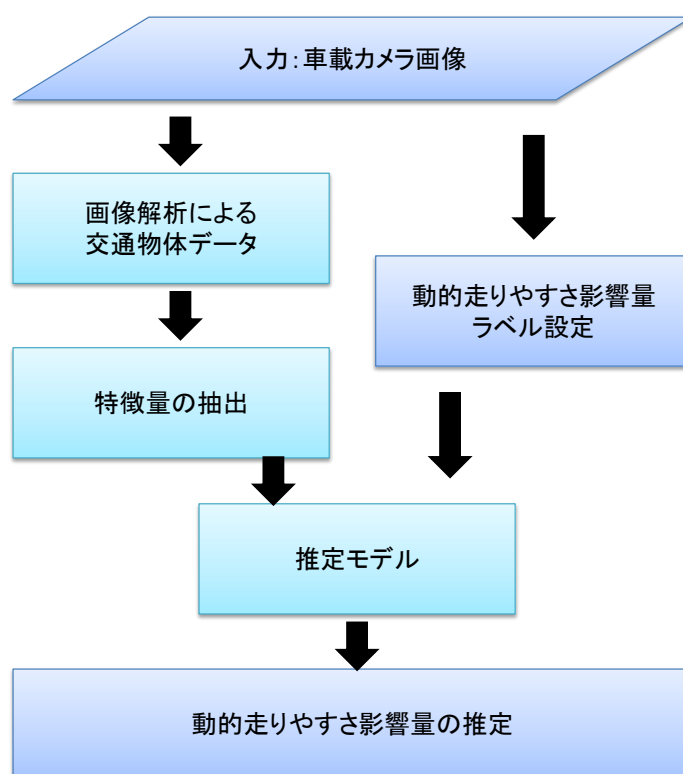 入力：車載カメラ画像
画像解析による
交通物体データ
動的走りやすさ影響量
ラベル設定
特徴量の抽出
推定モデル
動的走りやすさ影響量の推定